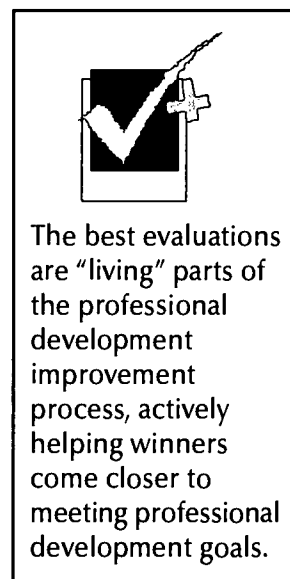 The best evaluations
are “living” parts of
the professional
development
improvement
process, actively
helping winners
come closer to
meeting professional
development goals.